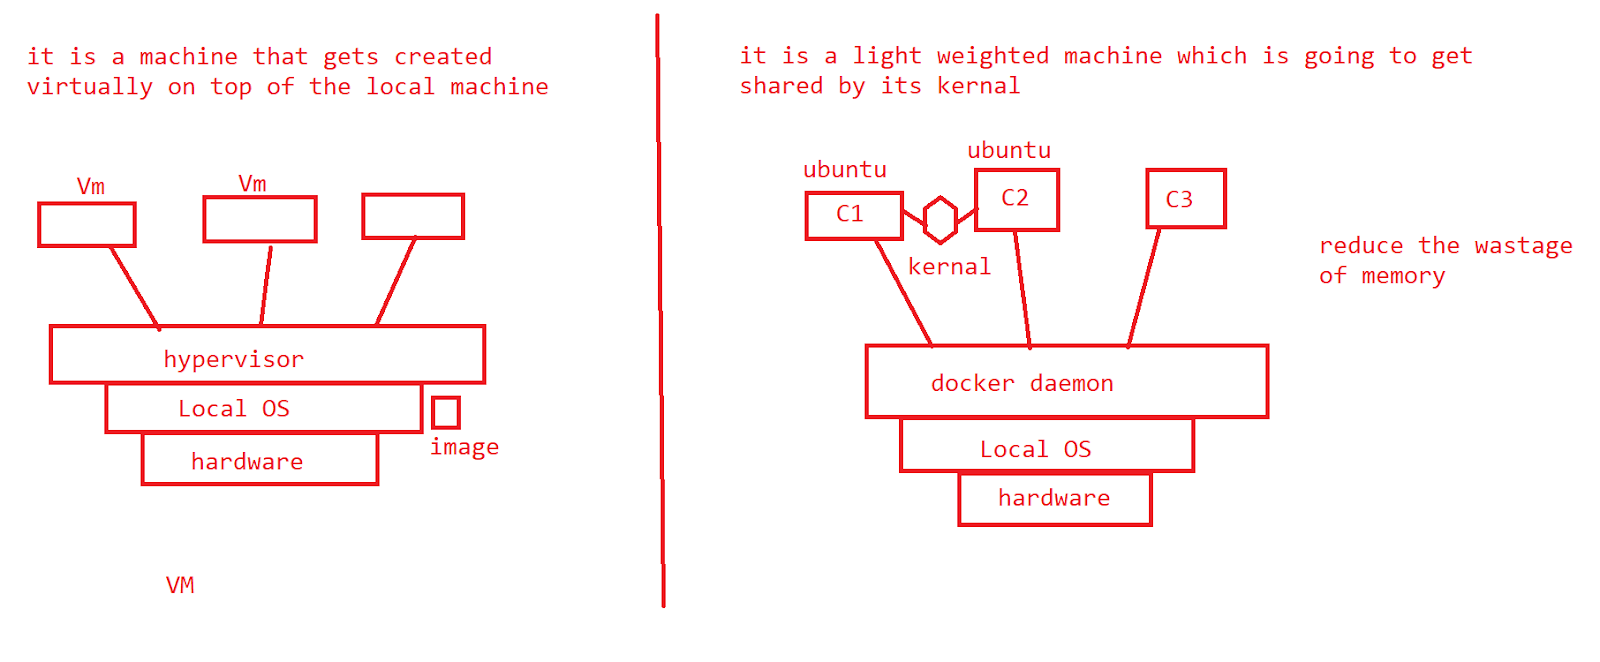 it is a machine that gets created
virtually on top of the local machine
Vm
Vm
hypervisor
Local OS
image
hardware
VM
it is a light weighted machine which is going to get
shared by its kernal
ubuntu
ubuntu
C1
C2
C3
kernal
reduce the wastage
of memory
docker daemon
Local OS
hardware